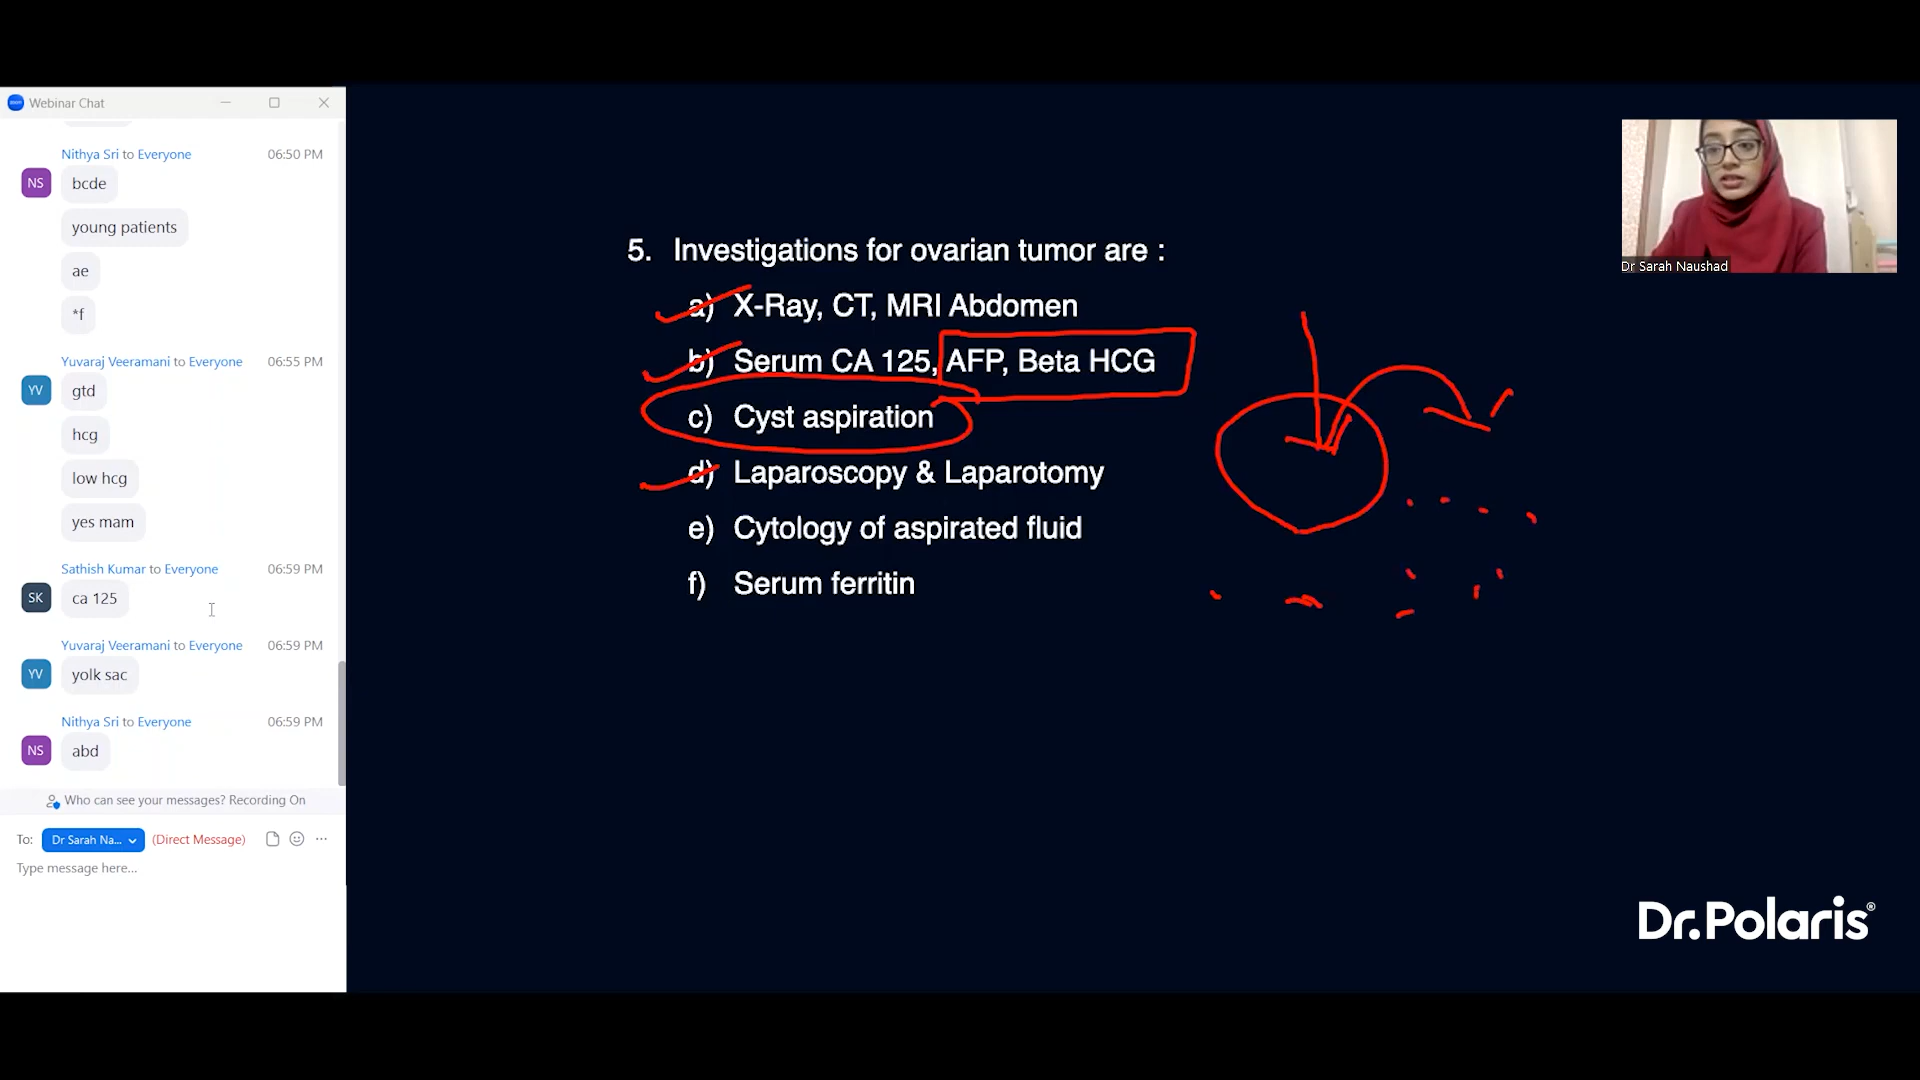 Webinar Chat
Nithya Sri to Everyone 06:50 PM
NS
bcde
young patients
ae
*f
Yuvaraj Veeramani to Everyone 06:55 PM
YV
gtd
hcg
low hcg
yes mam
Sathish Kumar to Everyone 06:59 PM
SK
ca 125
Yuvaraj Veeramani to Everyone 06:59 PM
YV
yolk sac
Nithya Sri to Everyone 06:59 PM
NS
abd
Who can see your messages? Recording On
To: Dr Sarah Na... (Direct Message)
Type message here...
5. Investigations for ovarian tumor are :
a) X-Ray, CT, MRI Abdomen
b) Serum CA 125, AFP, Beta HCG
c) Cyst aspiration
d) Laparoscopy & Laparotomy
e) Cytology of aspirated fluid
f) Serum ferritin
Dr Sarah Naushad
Dr.Polaris®